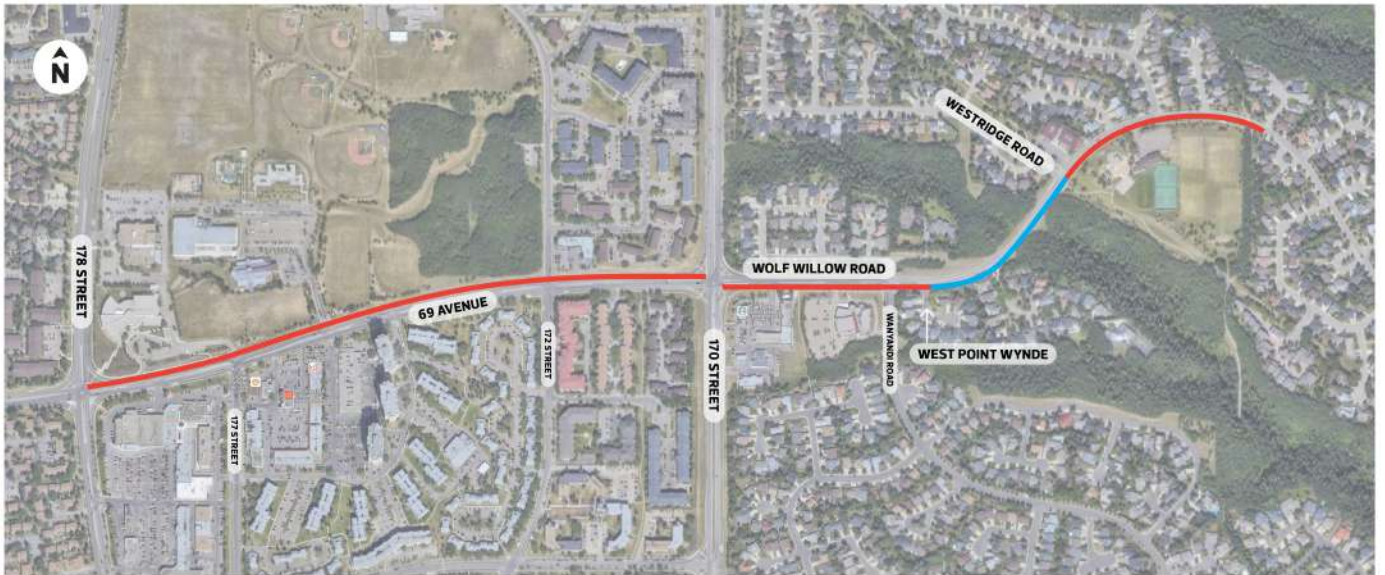 N
WESTRIDGE ROAD
178 STREET
WOLF WILLOW ROAD
69 AVENUE
172 STREET
170 STREET
WANYANDI ROAD
WEST POINT WYNDE
177 STREET